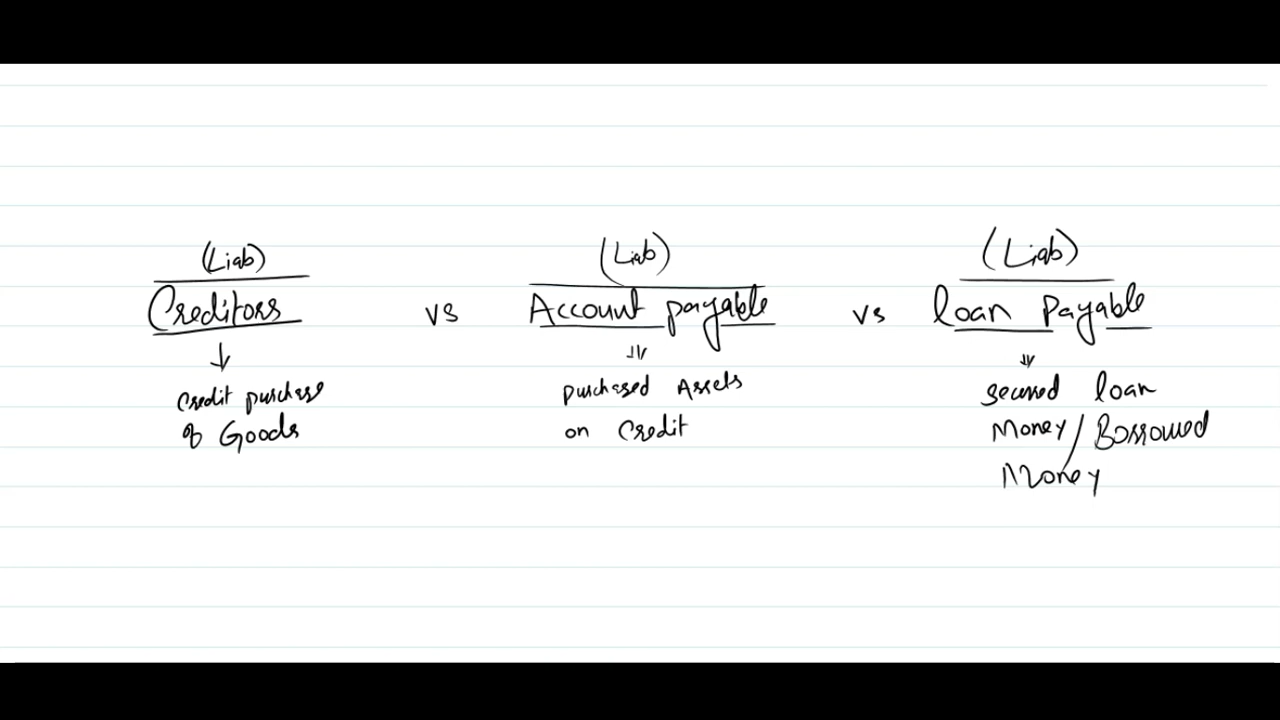 (Liab) (Liab) (Liab)
Creditors vs Account payable vs loan payable
credit purchase of Goods
purchased Assets on credit
secured loan
Money / Borrowed
Money